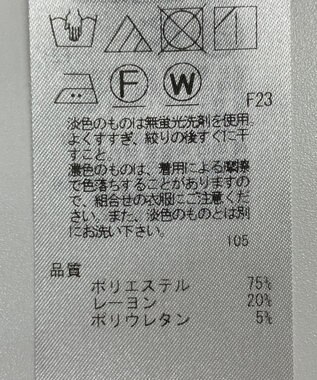 F W F23
淡色のものは無蛍光洗剤を使用。
よくすすぎ、絞りの後すぐに干
すこと。
濃色のものは、着用による摩擦
で色落ちすることがありますの
で、組合せの衣服にご注意くだ
さい。また、淡色のものとは別
にお洗い下さい。
105
品質
ポリエステル 75%
レーヨン 20%
ポリウレタン 5%